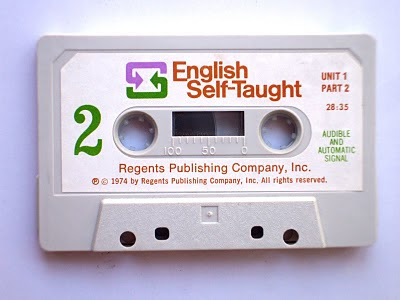 English
Self-Taught
UNIT 1
PART 2
28:35
2
100 50 0
AUDIBLE
AND
AUTOMATIC
SIGNAL
Regents Publishing Company, Inc.
℗ © 1974 by Regents Publishing Company, Inc. All rights reserved.